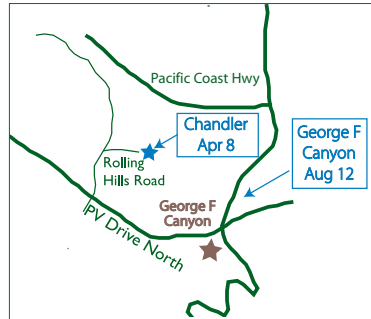 Pacific Coast Hwy
Chandler
Apr 8
George F
Canyon
Aug 12
Rolling
Hills Road
George F
Canyon
PV Drive North